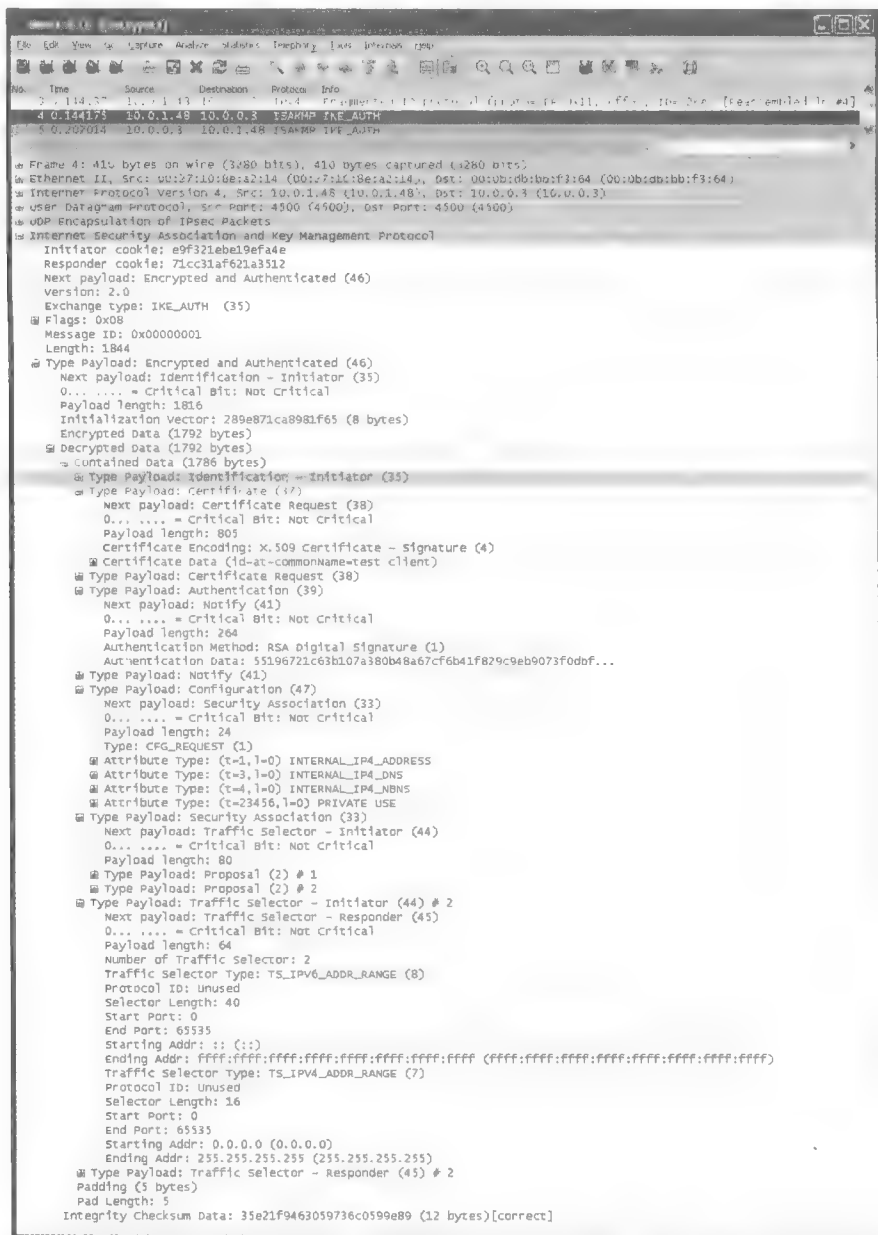 File Edit View Go Capture Analyze Statistics Telephony Tools Internals Help
No. Time Source Destination Protocol Info
4 0.144175 10.0.1.48 10.0.0.3 ISAKMP IKE_AUTH
5 0.207014 10.0.0.3 10.0.1.48 ISAKMP IKE_AUTH
Frame 4: 410 bytes on wire (3280 bits), 410 bytes captured (3280 bits)
Ethernet II, Src: 00:27:10:8e:a2:14 (00:27:10:8e:a2:14), Dst: 00:0b:db:bb:f3:64 (00:0b:db:bb:f3:64)
Internet Protocol Version 4, Src: 10.0.1.48 (10.0.1.48), Dst: 10.0.0.3 (10.0.0.3)
User Datagram Protocol, Src Port: 4500 (4500), Dst Port: 4500 (4500)
UDP Encapsulation of IPsec Packets
Internet Security Association and Key Management Protocol
Initiator cookie: e9f321ebe19efa4e
Responder cookie: 71cc31af621a3512
Next payload: Encrypted and Authenticated (46)
Version: 2.0
Exchange type: IKE_AUTH (35)
Flags: 0x08
Message ID: 0x00000001
Length: 1844
Type Payload: Encrypted and Authenticated (46)
Next payload: Identification - Initiator (35)
0... .... = Critical Bit: Not Critical
Payload length: 1816
Initialization Vector: 289e871ca8981f65 (8 bytes)
Encrypted Data (1792 bytes)
Decrypted Data (1792 bytes)
Contained Data (1786 bytes)
Type Payload: Identification - Initiator (35)
Type Payload: Certificate (37)
Next payload: Certificate Request (38)
0... .... = Critical Bit: Not Critical
Payload length: 805
Certificate Encoding: X.509 Certificate - Signature (4)
Certificate Data (id-at-commonName=test client)
Type Payload: Certificate Request (38)
Type Payload: Authentication (39)
Next payload: Notify (41)
0... .... = Critical Bit: Not Critical
Payload length: 264
Authentication Method: RSA Digital Signature (1)
Authentication Data: 55196721c63b107a380b48a67cf6b41f829c9eb9073f0dbf...
Type Payload: Notify (41)
Type Payload: Configuration (47)
Next payload: Security Association (33)
0... .... = Critical Bit: Not Critical
Payload length: 24
Type: CFG_REQUEST (1)
Attribute Type: (t=1,l=0) INTERNAL_IP4_ADDRESS
Attribute Type: (t=3,l=0) INTERNAL_IP4_DNS
Attribute Type: (t=4,l=0) INTERNAL_IP4_NBNS
Attribute Type: (t=23456,l=0) PRIVATE USE
Type Payload: Security Association (33)
Next payload: Traffic Selector - Initiator (44)
0... .... = Critical Bit: Not Critical
Payload length: 80
Type Payload: Proposal (2) # 1
Type Payload: Proposal (2) # 2
Type Payload: Traffic Selector - Initiator (44) # 2
Next payload: Traffic Selector - Responder (45)
0... .... = Critical Bit: Not Critical
Payload length: 64
Number of Traffic Selector: 2
Traffic Selector Type: TS_IPV6_ADDR_RANGE (8)
Protocol ID: Unused
Selector Length: 40
Start Port: 0
End Port: 65535
Starting Addr: :: (::)
Ending Addr: ffff:ffff:ffff:ffff:ffff:ffff:ffff:ffff (ffff:ffff:ffff:ffff:ffff:ffff:ffff:ffff)
Traffic Selector Type: TS_IPV4_ADDR_RANGE (7)
Protocol ID: Unused
Selector Length: 16
Start Port: 0
End Port: 65535
Starting Addr: 0.0.0.0 (0.0.0.0)
Ending Addr: 255.255.255.255 (255.255.255.255)
Type Payload: Traffic Selector - Responder (45) # 2
Padding (5 bytes)
Pad Length: 5
Integrity Checksum Data: 35e21f9463059736c0599e89 (12 bytes)[correct]